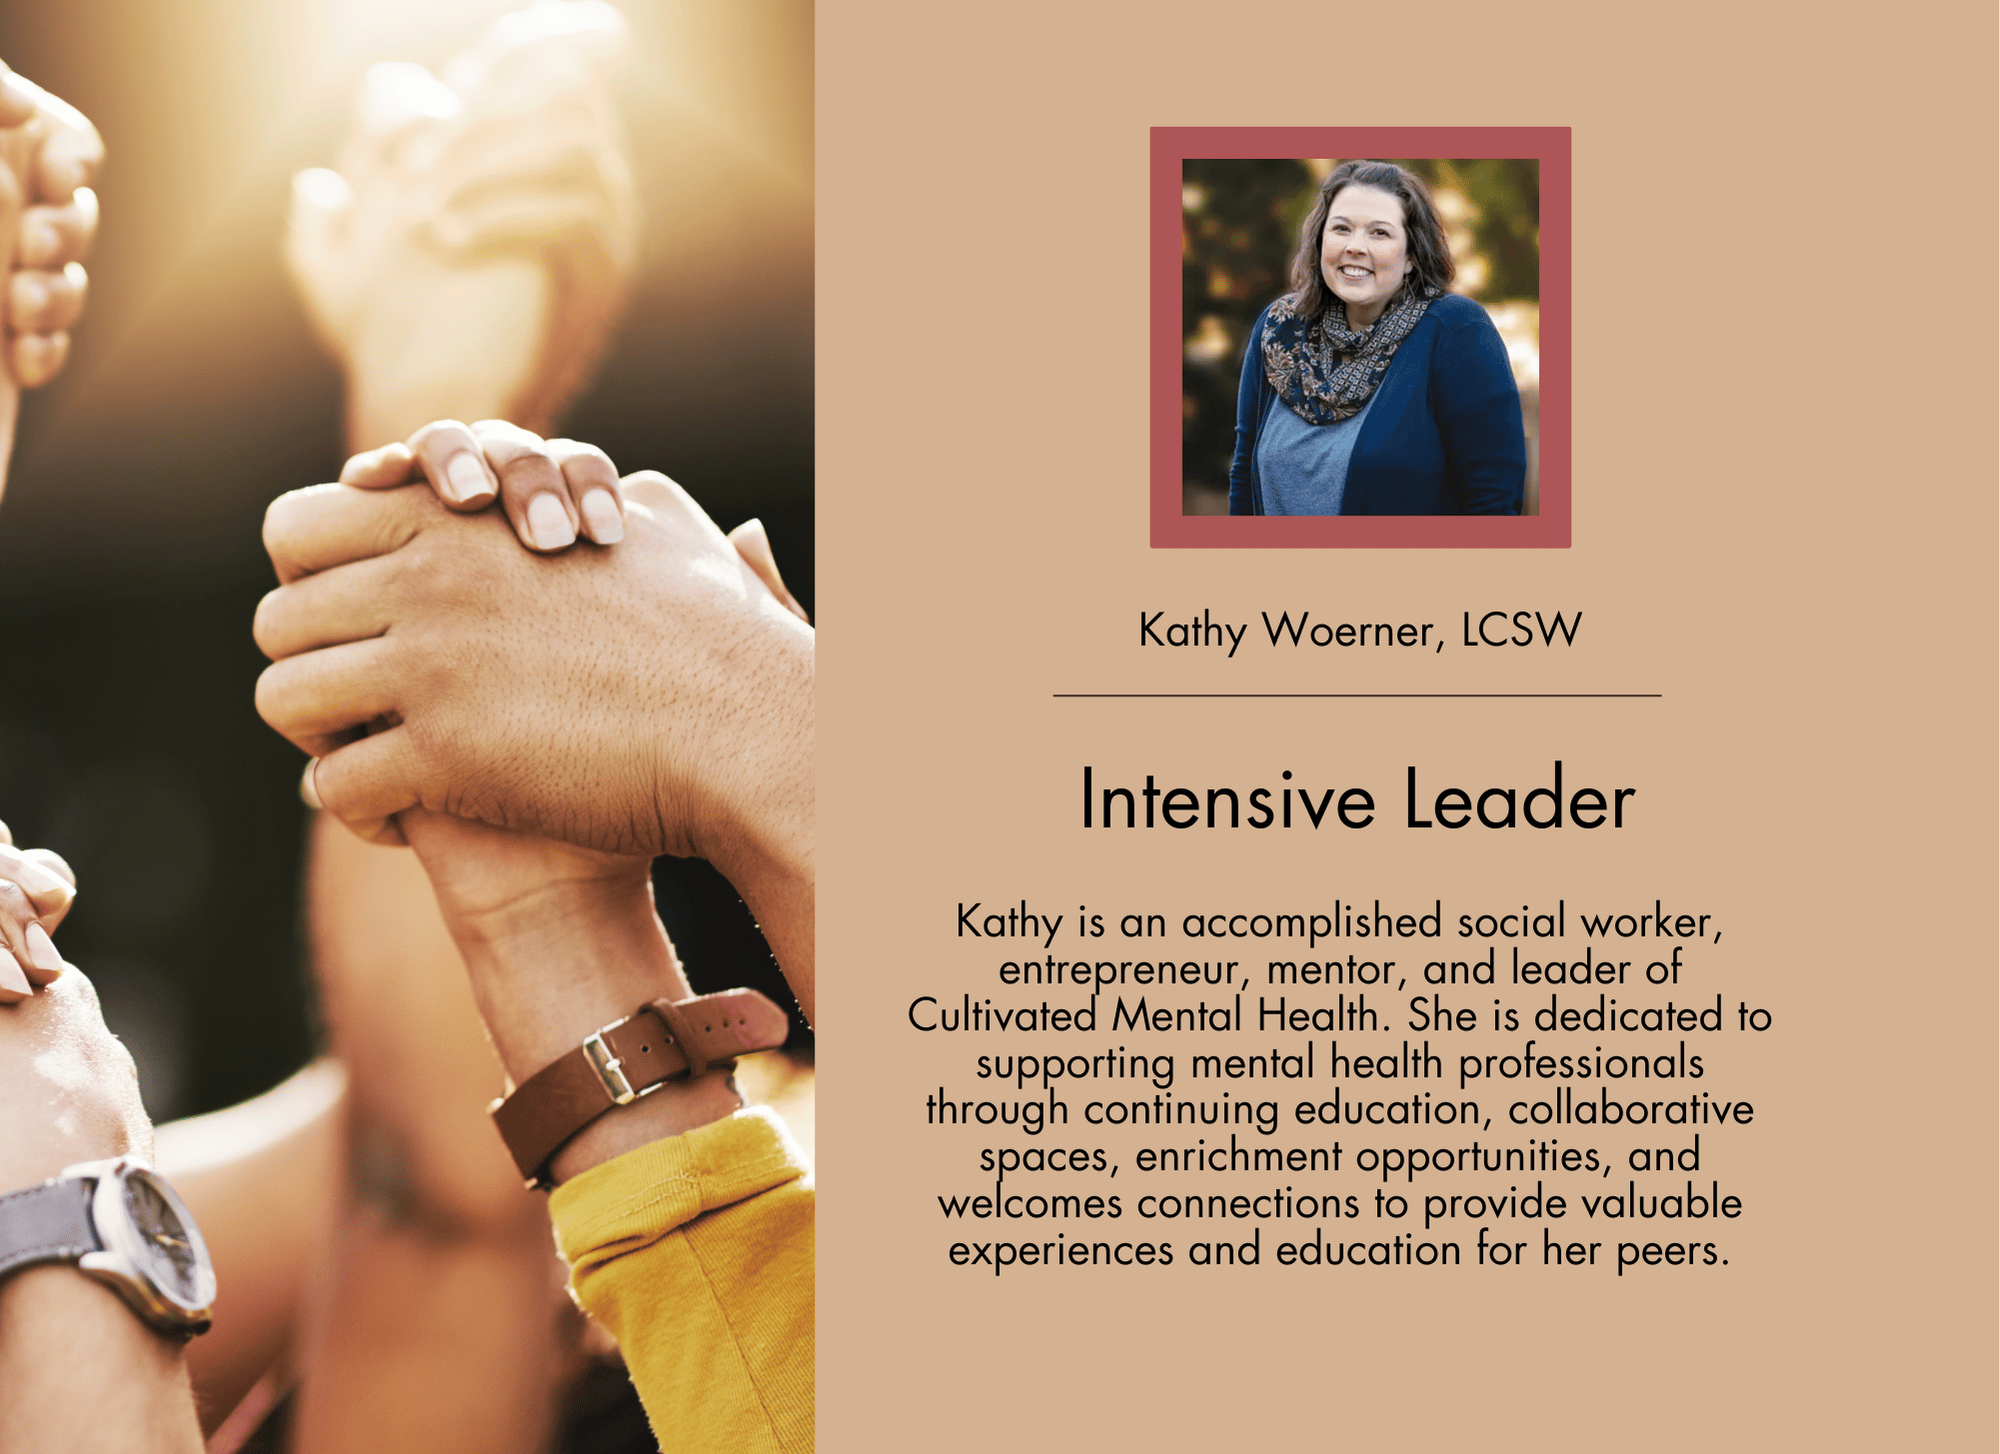 Kathy Woerner, LCSW
Intensive Leader
Kathy is an accomplished social worker,
entrepreneur, mentor, and leader of
Cultivated Mental Health. She is dedicated to
supporting mental health professionals
through continuing education, collaborative
spaces, enrichment opportunities, and
welcomes connections to provide valuable
experiences and education for her peers.